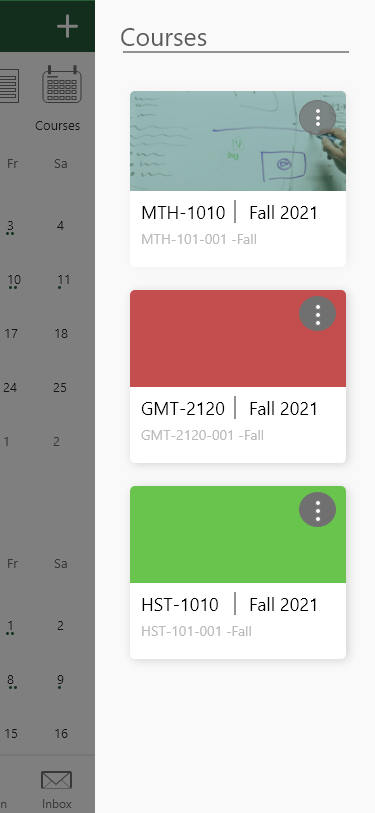 Courses
Courses
Fr Sa
3 4
10 11
17 18
24 25
1 2
Fr Sa
1 2
8 9
15 16
n Inbox
MTH-1010 | Fall 2021
MTH-101-001 -Fall
GMT-2120 | Fall 2021
GMT-2120-001 -Fall
HST-1010 | Fall 2021
HST-101-001 -Fall